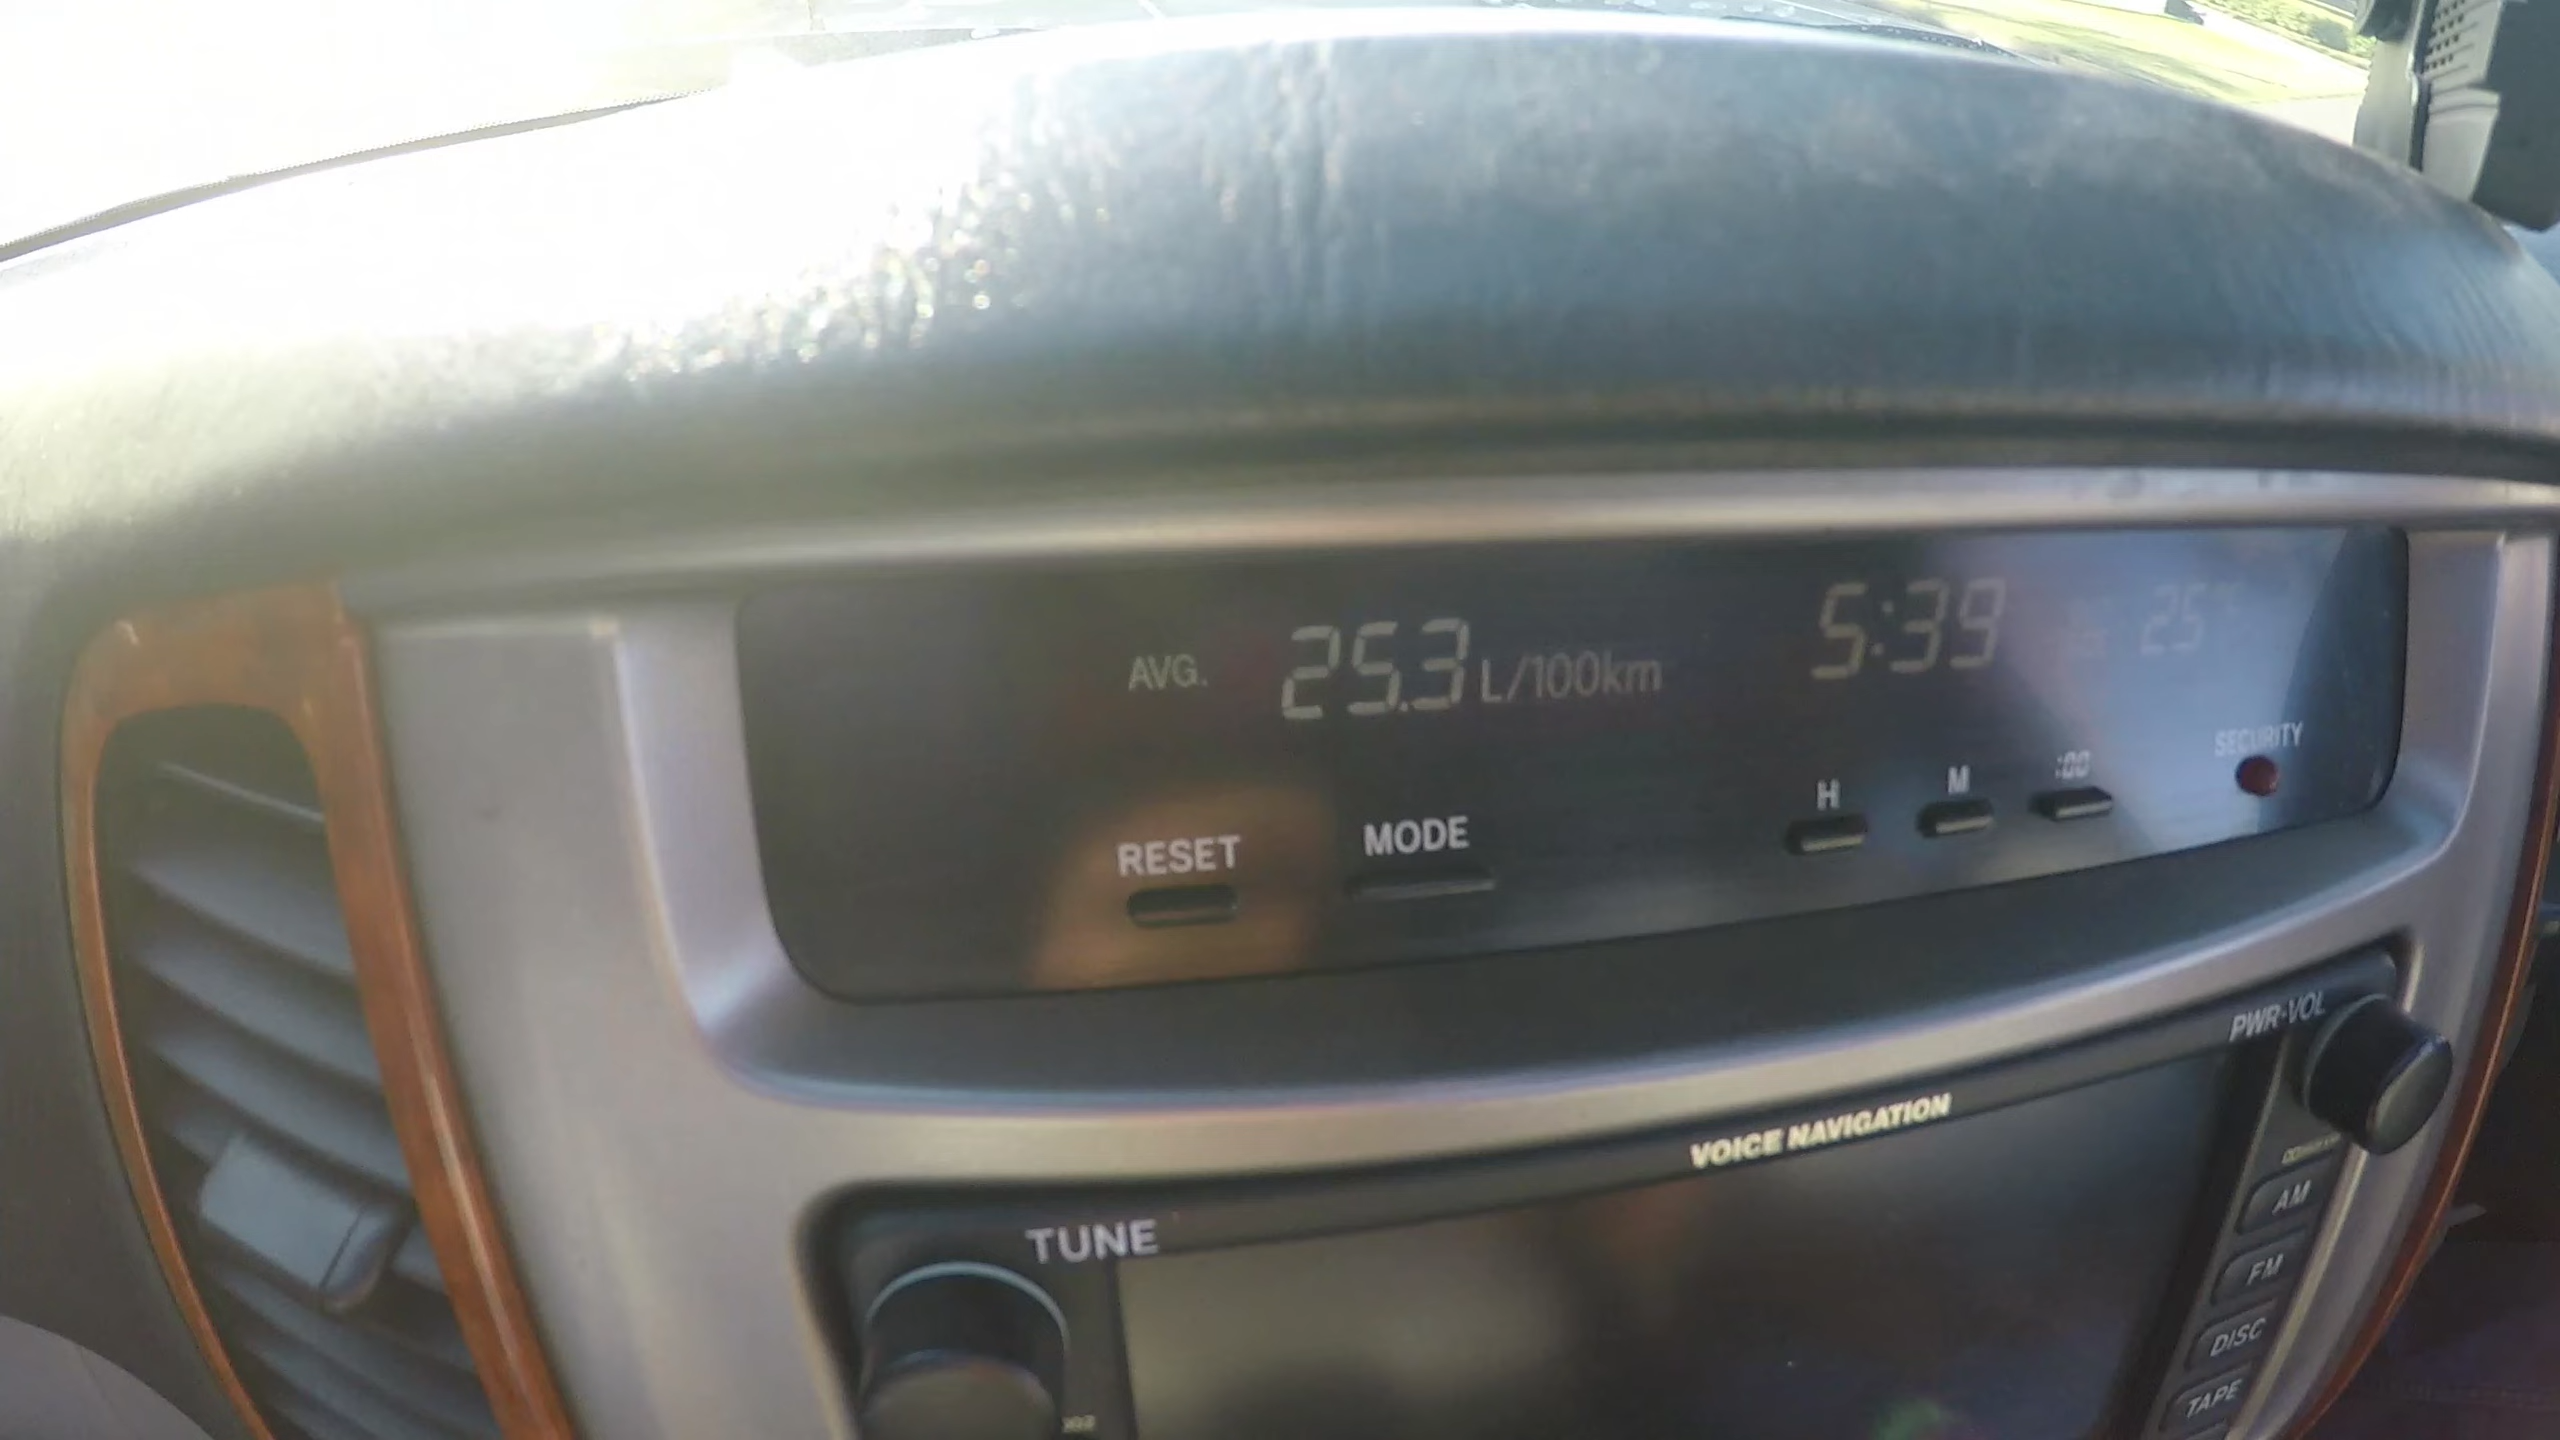 AVG. 25.3 L/100km 5:39 25
SECURITY
RESET MODE H M :00
PWR·VOL
VOICE NAVIGATION
TUNE
AM
FM
DISC
TAPE